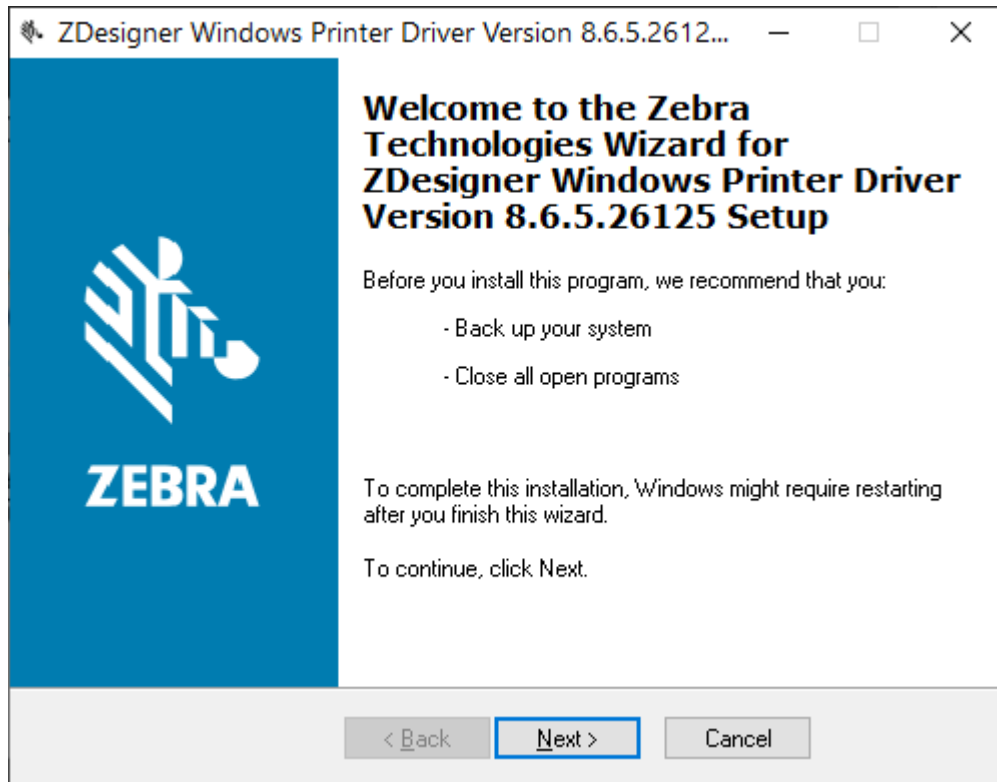 ZDesigner Windows Printer Driver Version 8.6.5.2612...
Welcome to the Zebra
Technologies Wizard for
ZDesigner Windows Printer Driver
Version 8.6.5.26125 Setup
Before you install this program, we recommend that you:
- Back up your system
- Close all open programs
ZEBRA
To complete this installation, Windows might require restarting
after you finish this wizard.
To continue, click Next.
< Back
Next >
Cancel